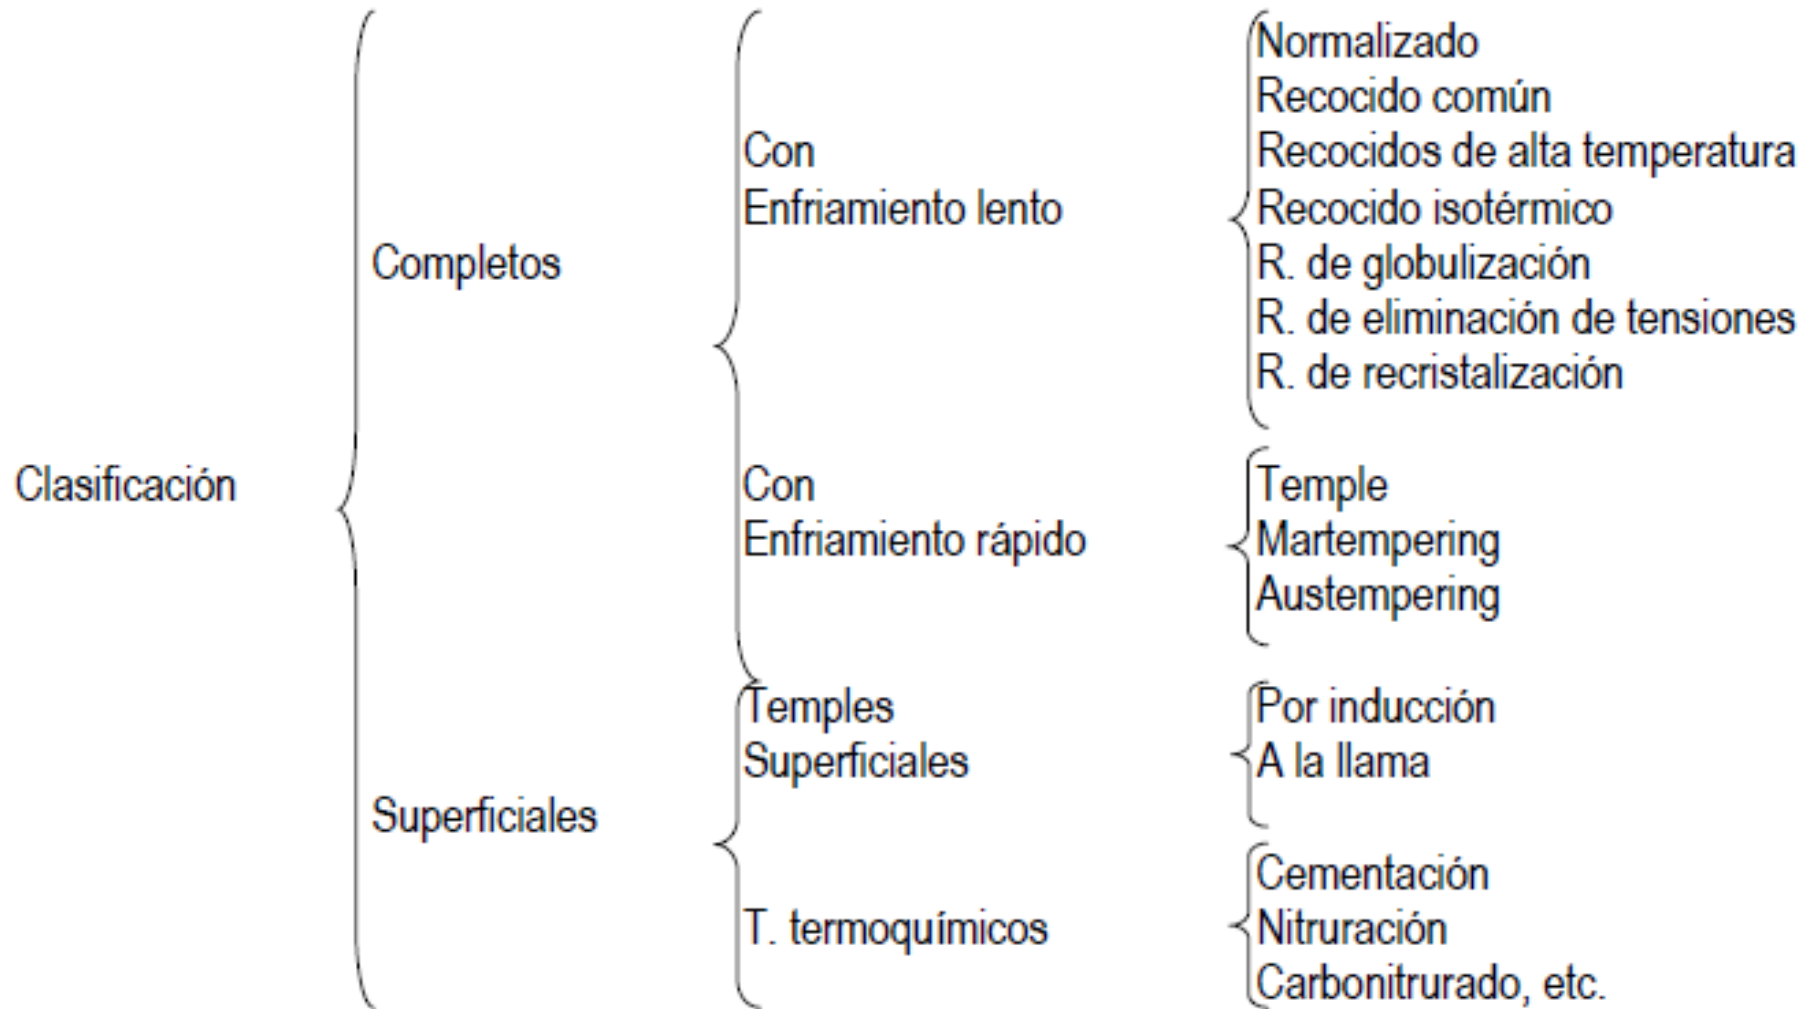 Clasificación
Completos
Con
Enfriamiento lento
Normalizado
Recocido común
Recocidos de alta temperatura
Recocido isotérmico
R. de globulización
R. de eliminación de tensiones
R. de recristalización
Con
Enfriamiento rápido
Temple
Martempering
Austempering
Superficiales
Temples
Superficiales
Por inducción
A la llama
T. termoquímicos
Cementación
Nitruración
Carbonitrurado, etc.